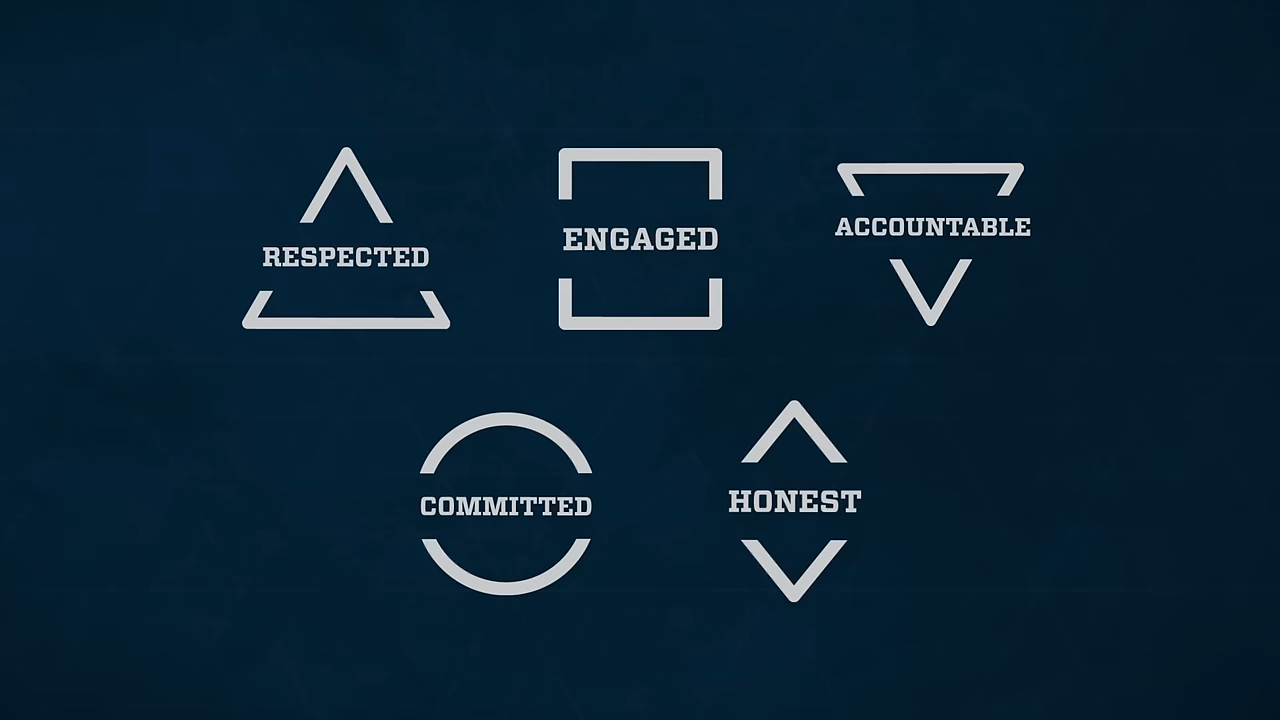 RESPECTED
ENGAGED
ACCOUNTABLE
COMMITTED
HONEST